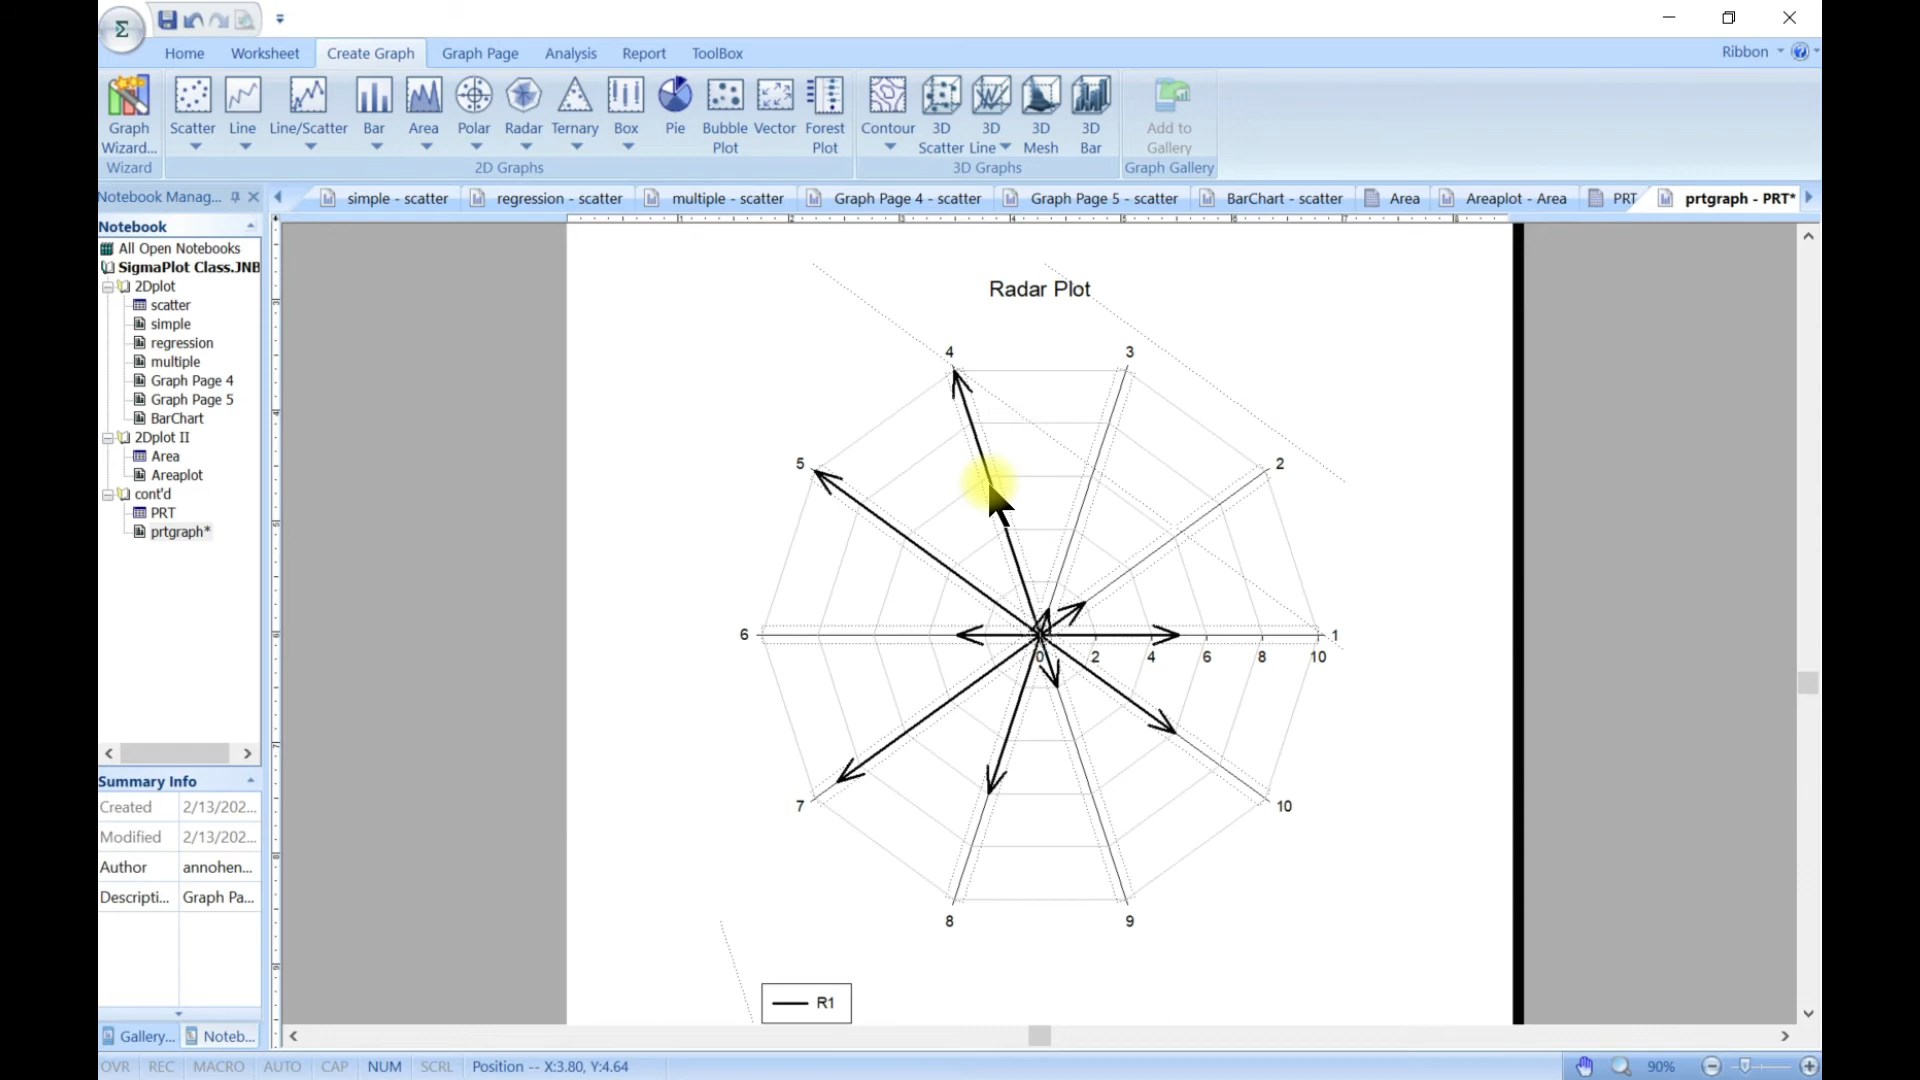 Σ
Home Worksheet Create Graph Graph Page Analysis Report ToolBox Ribbon
Graph Wizard... Scatter Line Line/Scatter Bar Area Polar Radar Ternary Box Pie Bubble Plot Vector Forest Plot Contour 3D Scatter 3D Line 3D Mesh 3D Bar Add to Gallery
Wizard 2D Graphs 3D Graphs Graph Gallery
Notebook Manag... simple - scatter regression - scatter multiple - scatter Graph Page 4 - scatter Graph Page 5 - scatter BarChart - scatter Area Areaplot - Area PRT prtgraph - PRT*
Notebook
All Open Notebooks
SigmaPlot Class.JNB
2Dplot
scatter
simple
regression
multiple
Graph Page 4
Graph Page 5
BarChart
2Dplot II
Area
Areaplot
cont'd
PRT
prtgraph*
Summary Info
Created 2/13/202...
Modified 2/13/202...
Author annohen...
Descripti... Graph Pa...
Gallery... Noteb...
Radar Plot
4 3
5 2
6 1
0 2 4 6 8 10
7 10
8 9
R1
OVR REC MACRO AUTO CAP NUM SCRL Position -- X:3.80, Y:4.64 90%